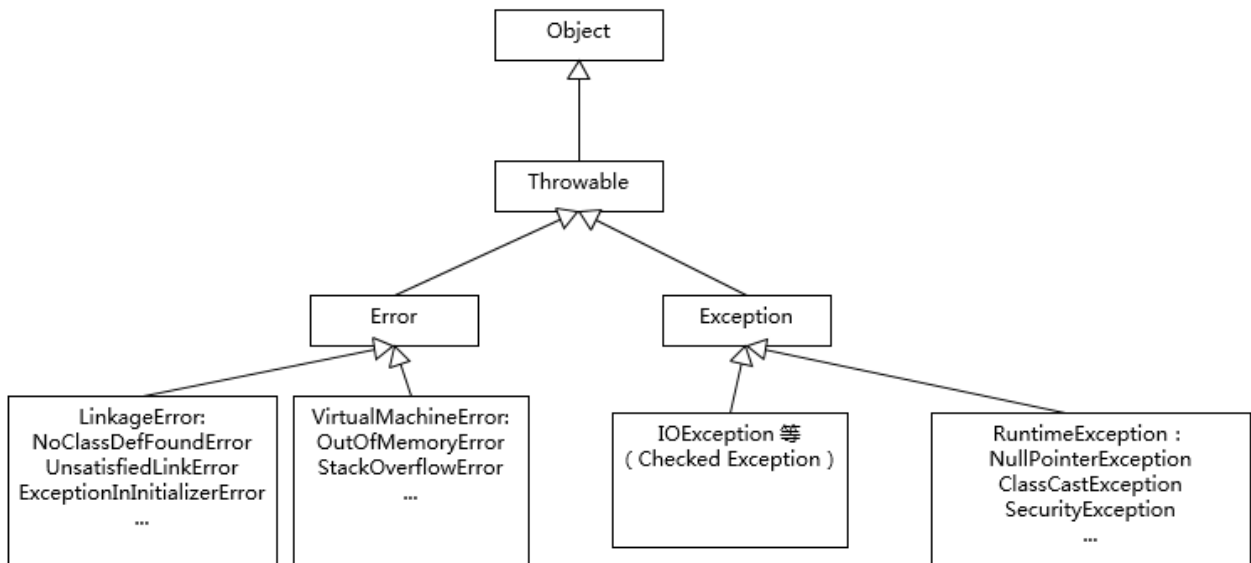 Object
Throwable
Error
Exception
LinkageError:
NoClassDefFoundError
UnsatisfiedLinkError
ExceptionInInitializerError
...
VirtualMachineError:
OutOfMemoryError
StackOverflowError
...
IOException 等
( Checked Exception )
RuntimeException：
NullPointerException
ClassCastException
SecurityException
...